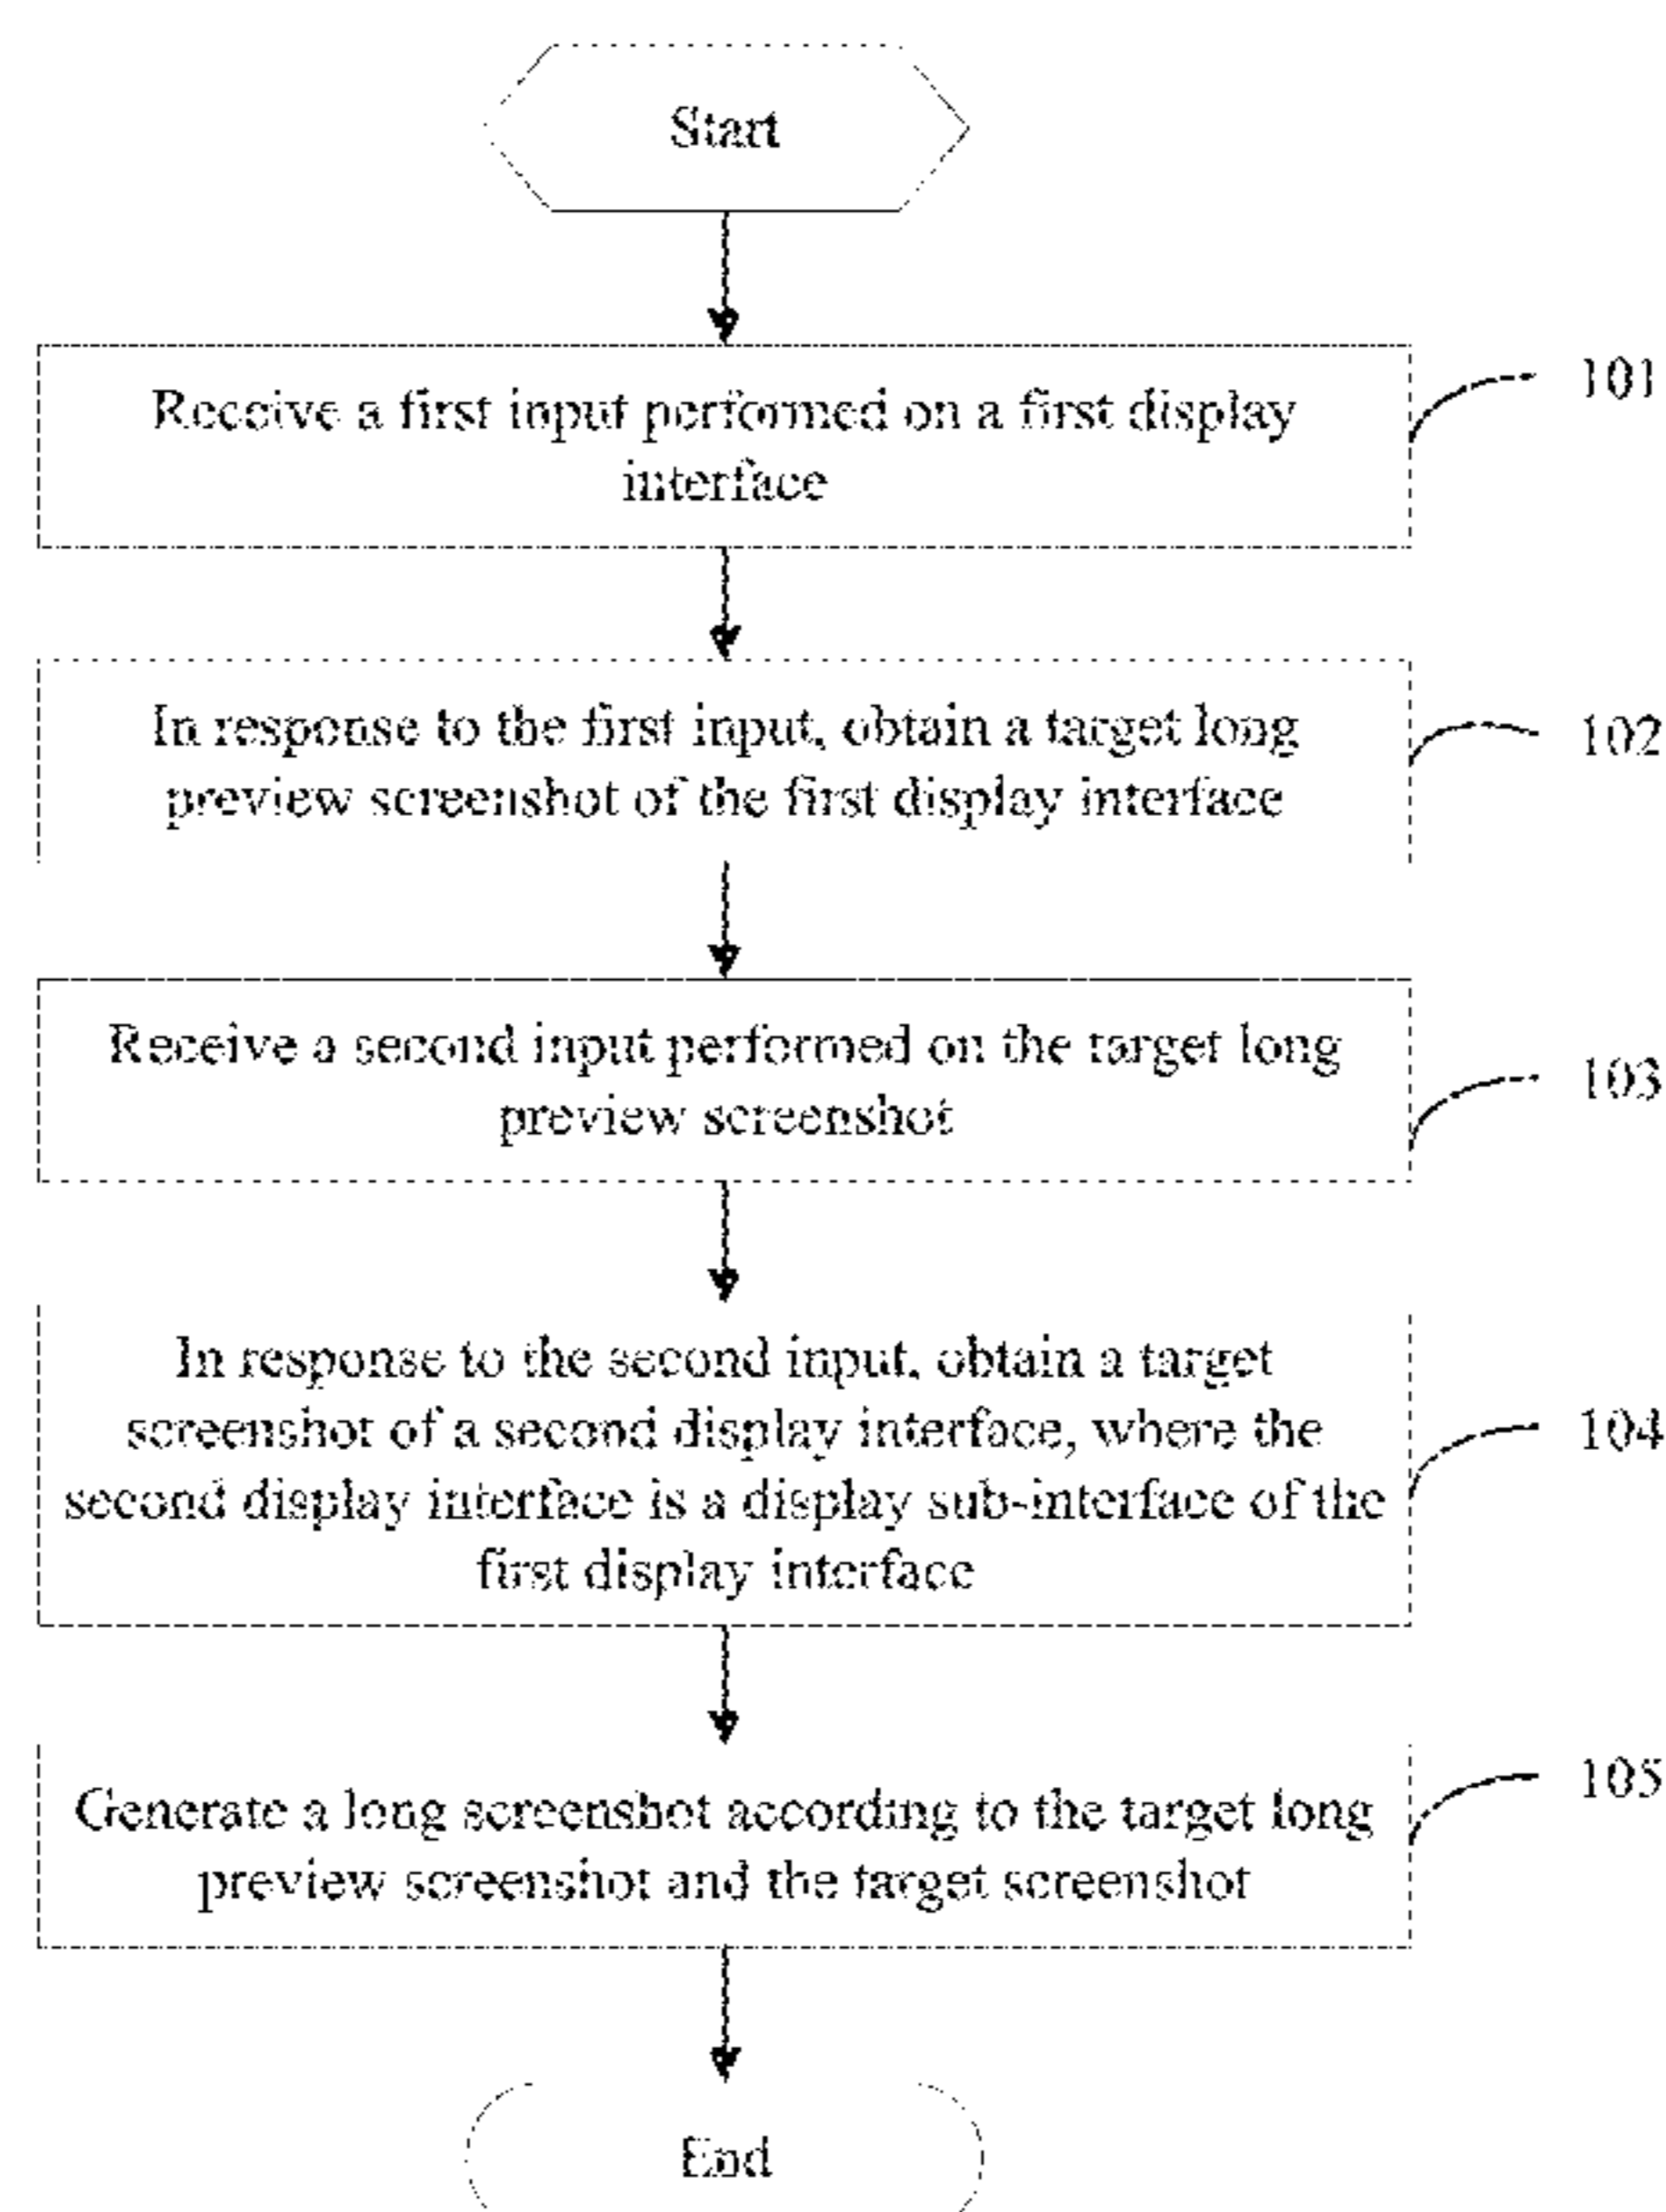 Start
Receive a first input performed on a first display
interface
101
In response to the first input, obtain a target long
preview screenshot of the first display interface
102
Receive a second input performed on the target long
preview screenshot
103
In response to the second input, obtain a target
screenshot of a second display interface, where the
second display interface is a display sub-interface of the
first display interface
104
Generate a long screenshot according to the target long
preview screenshot and the target screenshot
105
End